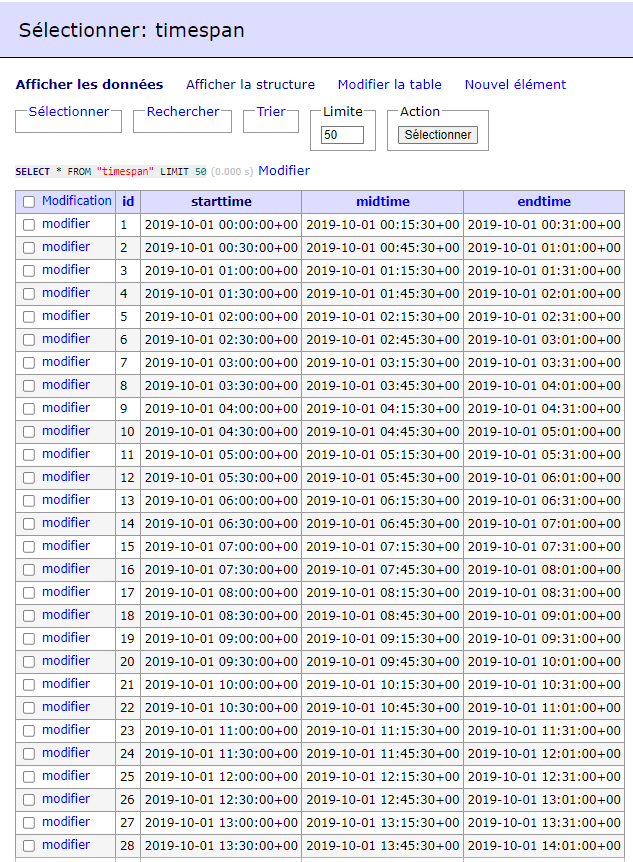 Sélectionner: timespan
Afficher les données Afficher la structure Modifier la table Nouvel élément
Sélectionner Rechercher Trier Limite Action
50 Sélectionner
SELECT * FROM "timespan" LIMIT 50 (0.000 s) Modifier
Modification id starttime midtime endtime
modifier 1 2019-10-01 00:00:00+00 2019-10-01 00:15:30+00 2019-10-01 00:31:00+00
modifier 2 2019-10-01 00:30:00+00 2019-10-01 00:45:30+00 2019-10-01 01:01:00+00
modifier 3 2019-10-01 01:00:00+00 2019-10-01 01:15:30+00 2019-10-01 01:31:00+00
modifier 4 2019-10-01 01:30:00+00 2019-10-01 01:45:30+00 2019-10-01 02:01:00+00
modifier 5 2019-10-01 02:00:00+00 2019-10-01 02:15:30+00 2019-10-01 02:31:00+00
modifier 6 2019-10-01 02:30:00+00 2019-10-01 02:45:30+00 2019-10-01 03:01:00+00
modifier 7 2019-10-01 03:00:00+00 2019-10-01 03:15:30+00 2019-10-01 03:31:00+00
modifier 8 2019-10-01 03:30:00+00 2019-10-01 03:45:30+00 2019-10-01 04:01:00+00
modifier 9 2019-10-01 04:00:00+00 2019-10-01 04:15:30+00 2019-10-01 04:31:00+00
modifier 10 2019-10-01 04:30:00+00 2019-10-01 04:45:30+00 2019-10-01 05:01:00+00
modifier 11 2019-10-01 05:00:00+00 2019-10-01 05:15:30+00 2019-10-01 05:31:00+00
modifier 12 2019-10-01 05:30:00+00 2019-10-01 05:45:30+00 2019-10-01 06:01:00+00
modifier 13 2019-10-01 06:00:00+00 2019-10-01 06:15:30+00 2019-10-01 06:31:00+00
modifier 14 2019-10-01 06:30:00+00 2019-10-01 06:45:30+00 2019-10-01 07:01:00+00
modifier 15 2019-10-01 07:00:00+00 2019-10-01 07:15:30+00 2019-10-01 07:31:00+00
modifier 16 2019-10-01 07:30:00+00 2019-10-01 07:45:30+00 2019-10-01 08:01:00+00
modifier 17 2019-10-01 08:00:00+00 2019-10-01 08:15:30+00 2019-10-01 08:31:00+00
modifier 18 2019-10-01 08:30:00+00 2019-10-01 08:45:30+00 2019-10-01 09:01:00+00
modifier 19 2019-10-01 09:00:00+00 2019-10-01 09:15:30+00 2019-10-01 09:31:00+00
modifier 20 2019-10-01 09:30:00+00 2019-10-01 09:45:30+00 2019-10-01 10:01:00+00
modifier 21 2019-10-01 10:00:00+00 2019-10-01 10:15:30+00 2019-10-01 10:31:00+00
modifier 22 2019-10-01 10:30:00+00 2019-10-01 10:45:30+00 2019-10-01 11:01:00+00
modifier 23 2019-10-01 11:00:00+00 2019-10-01 11:15:30+00 2019-10-01 11:31:00+00
modifier 24 2019-10-01 11:30:00+00 2019-10-01 11:45:30+00 2019-10-01 12:01:00+00
modifier 25 2019-10-01 12:00:00+00 2019-10-01 12:15:30+00 2019-10-01 12:31:00+00
modifier 26 2019-10-01 12:30:00+00 2019-10-01 12:45:30+00 2019-10-01 13:01:00+00
modifier 27 2019-10-01 13:00:00+00 2019-10-01 13:15:30+00 2019-10-01 13:31:00+00
modifier 28 2019-10-01 13:30:00+00 2019-10-01 13:45:30+00 2019-10-01 14:01:00+00